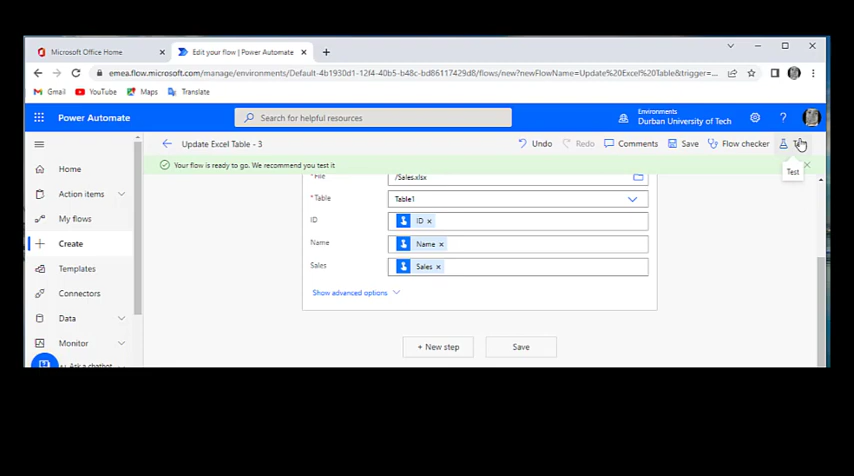 Microsoft Office Home
Edit your flow | Power Automate
emea.flow.microsoft.com/manage/environments/Default-4b1930d1-12f4-40b5-b48c-bd86117429d8/flows/new?newFlowName=Update%20Excel%20Table&trigger=...
Gmail YouTube Maps Translate
Power Automate
Search for helpful resources
Environments
Durban University of Tech
Update Excel Table - 3
Undo Redo Comments Save Flow checker
Your flow is ready to go. We recommend you test it
Test
Home
Action items
My flows
Create
Templates
Connectors
Data
Monitor
Ask a chatbot
* File /Sales.xlsx
* Table Table1
ID ID
Name Name
Sales Sales
Show advanced options
+ New step Save